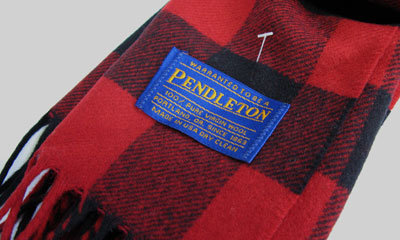 WARRANTED TO BE A
PENDLETON
100% PURE VIRGIN WOOL
PORTLAND, OR. SINCE 1863
MADE IN USA DRY CLEAN